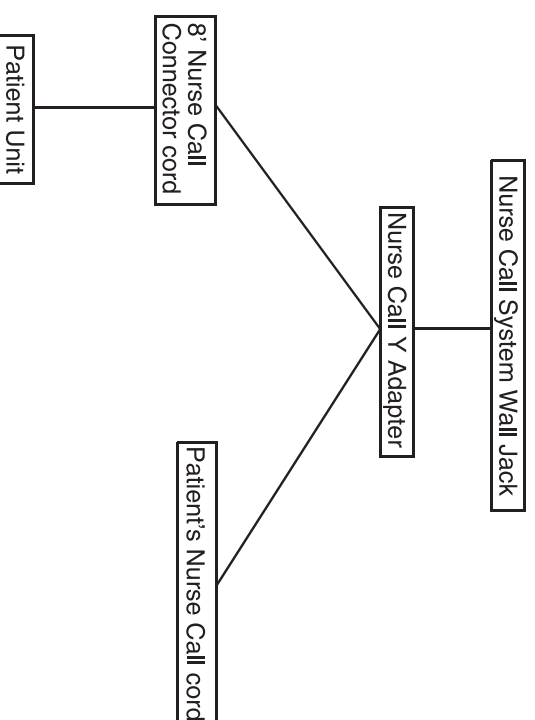 Nurse Call System Wall Jack
Nurse Call Y Adapter
8’ Nurse Call
Connector cord
Patient’s Nurse Call cord
Patient Unit